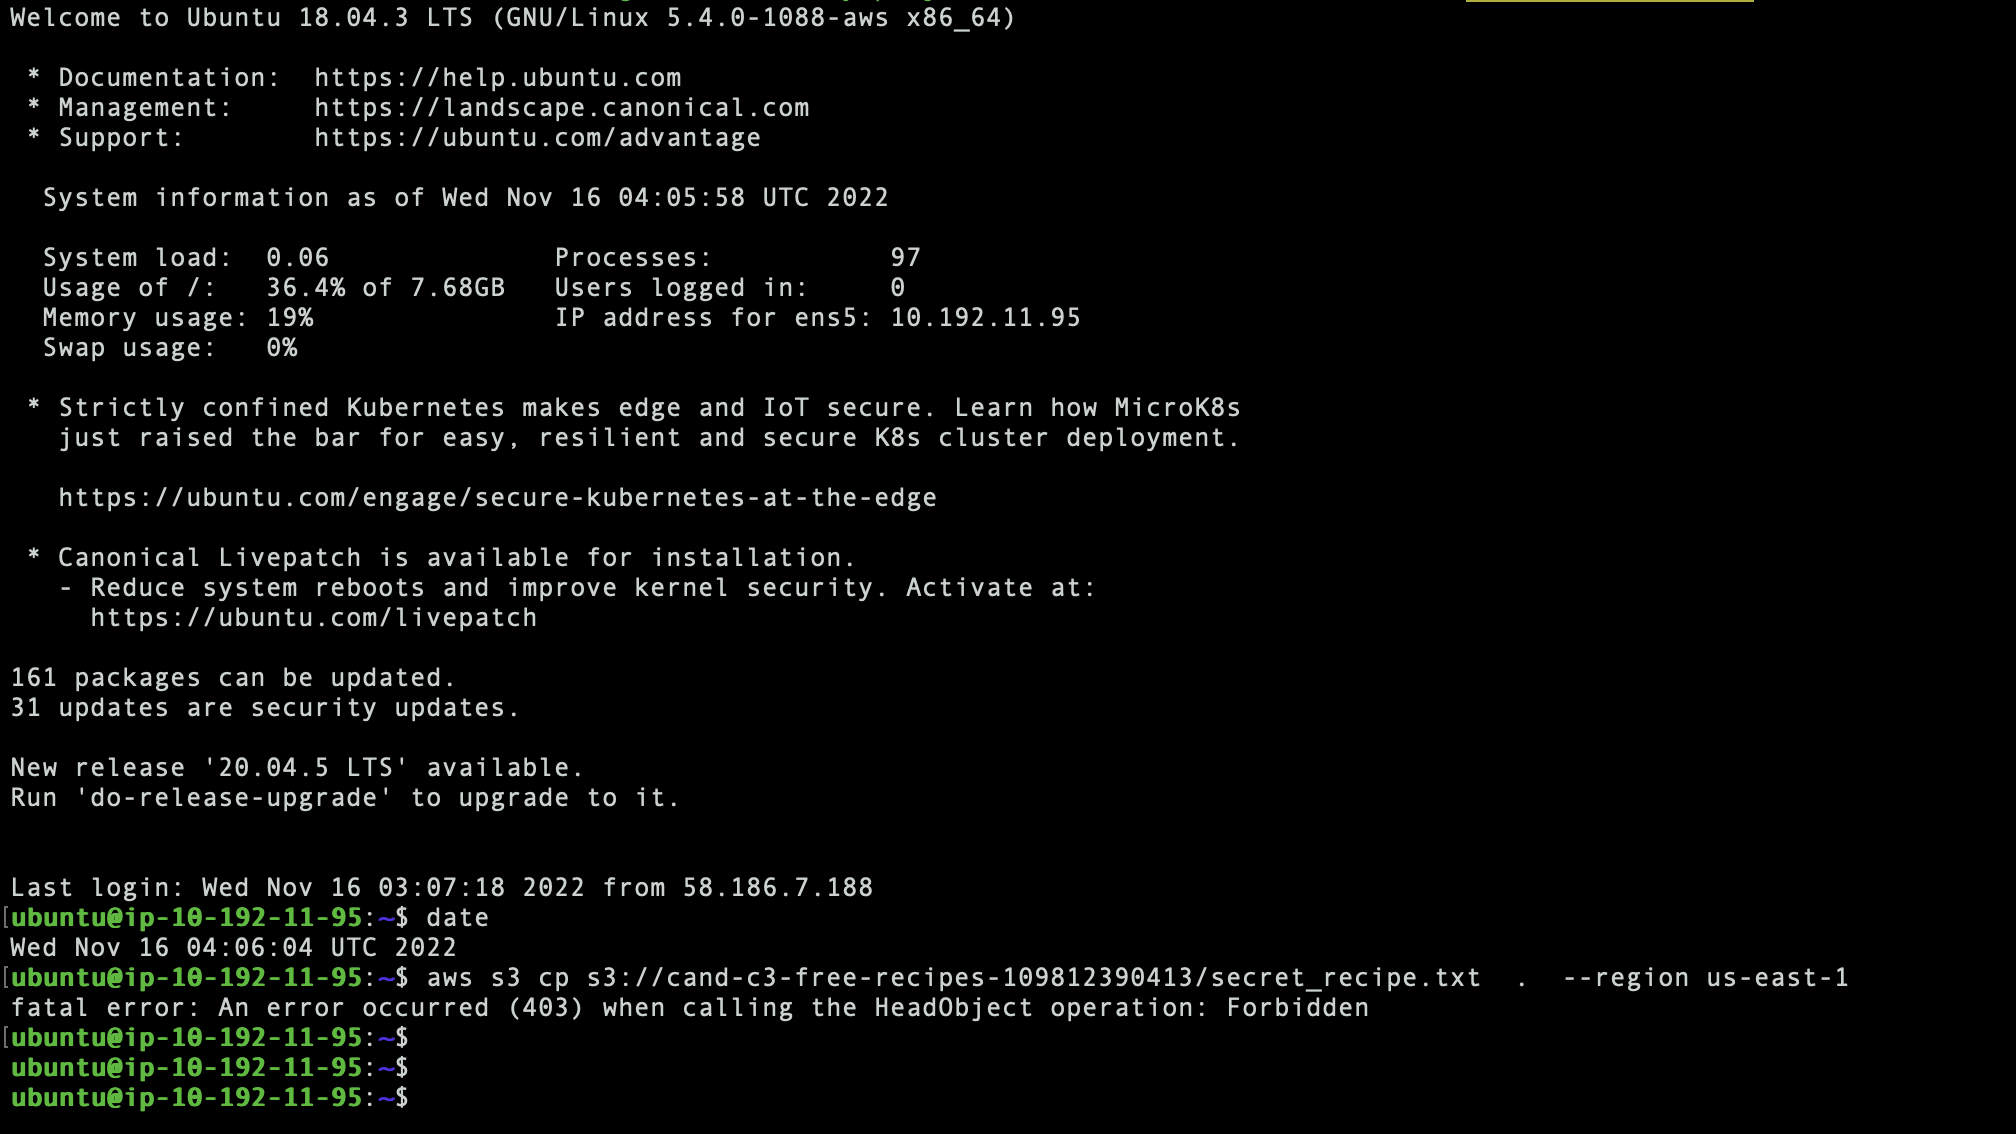 Welcome to Ubuntu 18.04.3 LTS (GNU/Linux 5.4.0-1088-aws x86_64)
* Documentation: https://help.ubuntu.com
* Management: https://landscape.canonical.com
* Support: https://ubuntu.com/advantage
System information as of Wed Nov 16 04:05:58 UTC 2022
System load: 0.06 Processes: 97
Usage of /: 36.4% of 7.68GB Users logged in: 0
Memory usage: 19% IP address for ens5: 10.192.11.95
Swap usage: 0%
* Strictly confined Kubernetes makes edge and IoT secure. Learn how MicroK8s
just raised the bar for easy, resilient and secure K8s cluster deployment.
https://ubuntu.com/engage/secure-kubernetes-at-the-edge
* Canonical Livepatch is available for installation.
- Reduce system reboots and improve kernel security. Activate at:
https://ubuntu.com/livepatch
161 packages can be updated.
31 updates are security updates.
New release '20.04.5 LTS' available.
Run 'do-release-upgrade' to upgrade to it.
Last login: Wed Nov 16 03:07:18 2022 from 58.186.7.188
[ubuntu@ip-10-192-11-95:~$ date
Wed Nov 16 04:06:04 UTC 2022
[ubuntu@ip-10-192-11-95:~$ aws s3 cp s3://cand-c3-free-recipes-109812390413/secret_recipe.txt . --region us-east-1
fatal error: An error occurred (403) when calling the HeadObject operation: Forbidden
[ubuntu@ip-10-192-11-95:~$
ubuntu@ip-10-192-11-95:~$
ubuntu@ip-10-192-11-95:~$